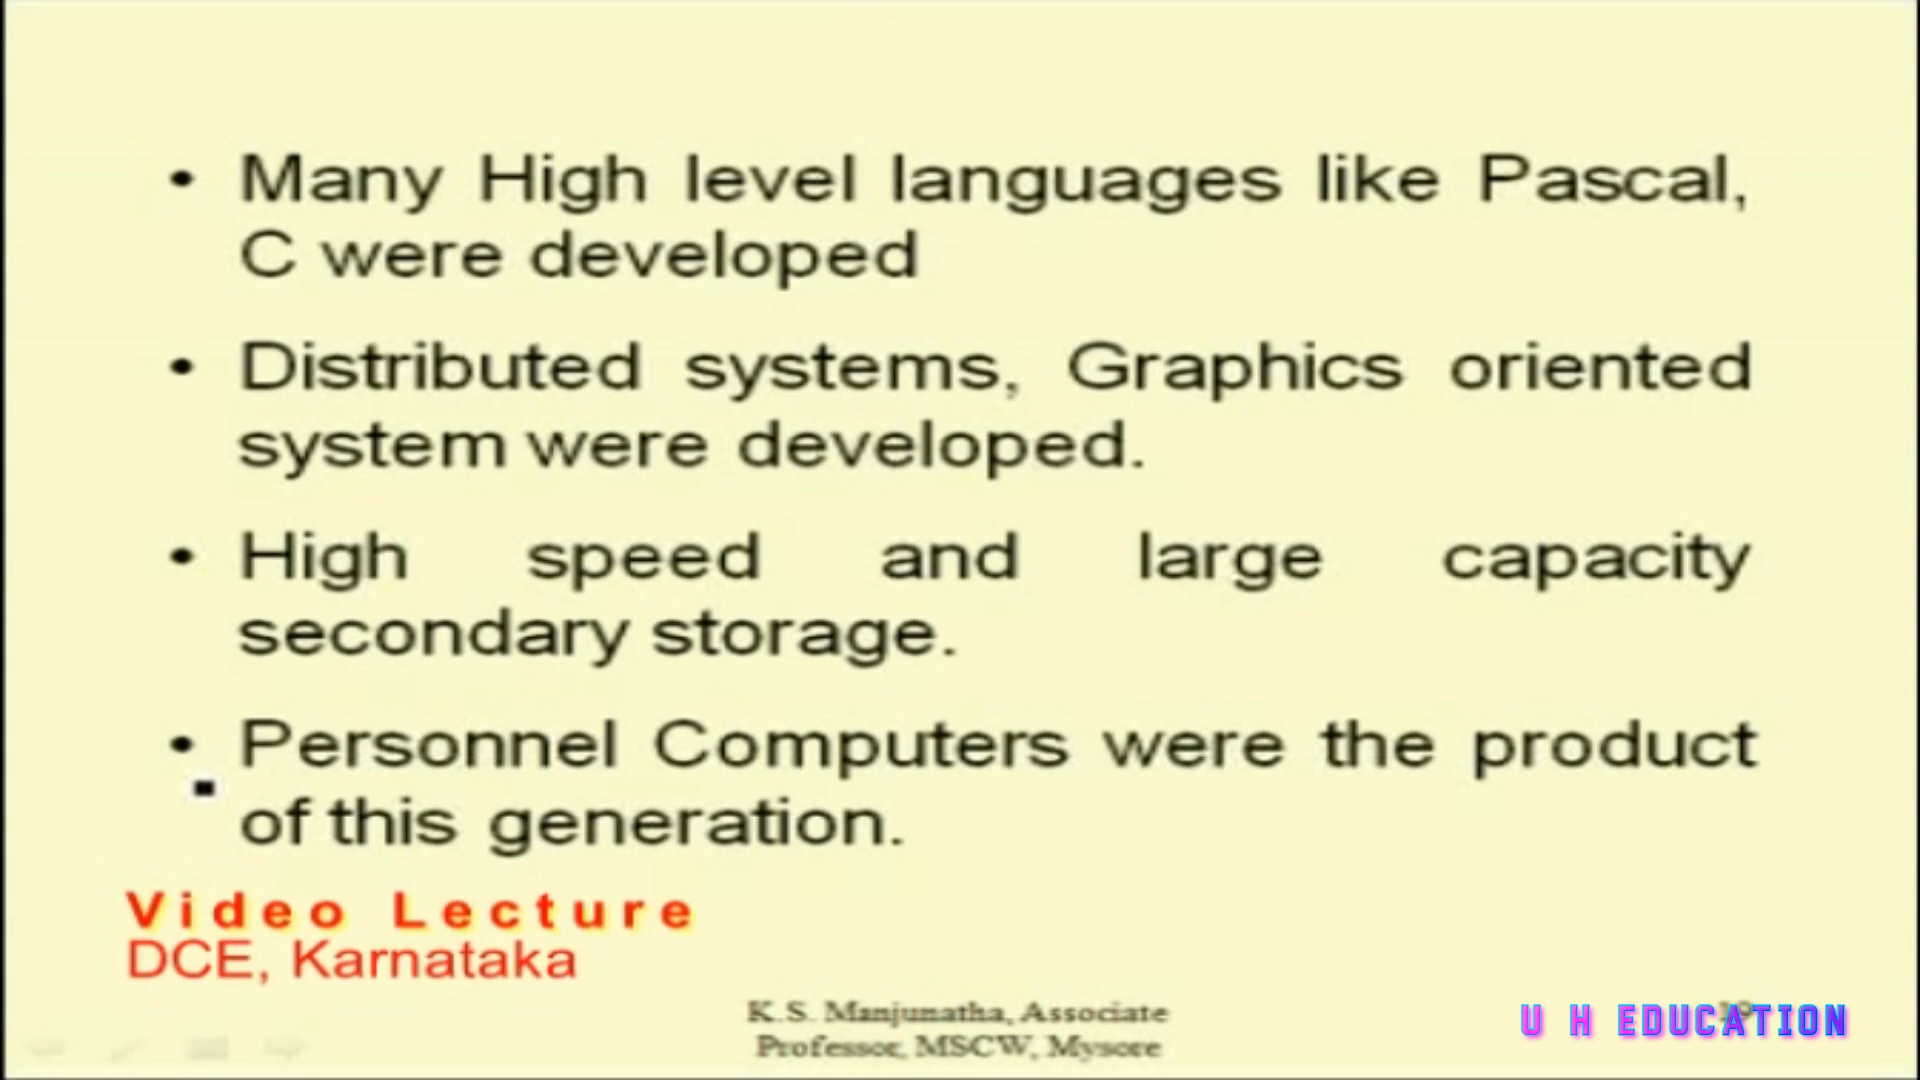 • Many High level languages like Pascal,
C were developed
• Distributed systems, Graphics oriented
system were developed.
• High speed and large capacity
secondary storage.
• Personnel Computers were the product
of this generation.
Video Lecture
DCE, Karnataka
K.S. Manjunatha, Associate
Professor, MSCW, Mysore
U H EDUCATION